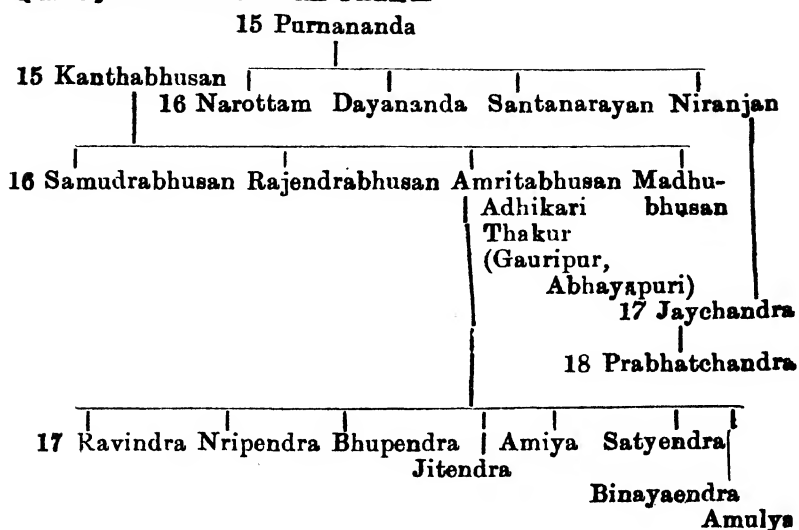 15 Purnananda
15 Kanthabhusan
16 Narottam Dayananda Santanarayan Niranjan
16 Samudrabhusan Rajendrabhusan Amritabhusan Madhu-
Adhikari bhusan
Thakur
(Gauripur,
Abhayapuri)
17 Jaychandra
18 Prabhatchandra
17 Ravindra Nripendra Bhupendra Amiya Satyendra
Jitendra
Binayaendra
Amulya